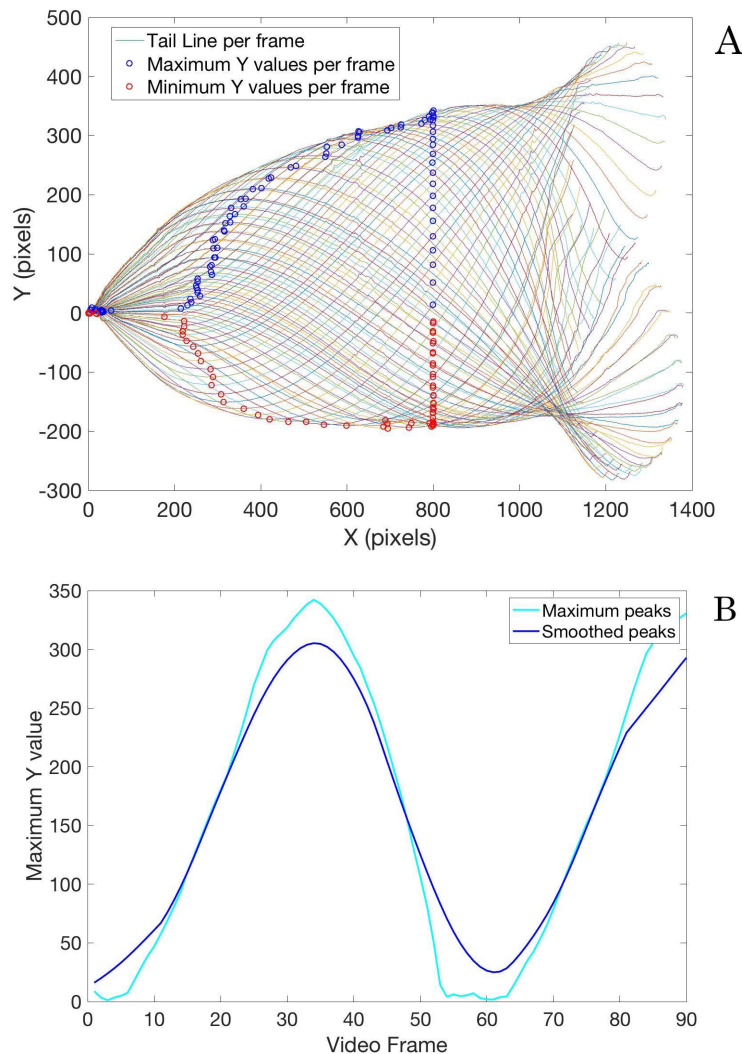 A
500
400
300
200
100
0
-100
-200
-300
Y (pixels)
Tail Line per frame
Maximum Y values per frame
Minimum Y values per frame
0 200 400 600 800 1000 1200 1400
X (pixels)
B
350
300
250
200
150
100
50
0
Maximum Y value
Maximum peaks
Smoothed peaks
0 10 20 30 40 50 60 70 80 90
Video Frame